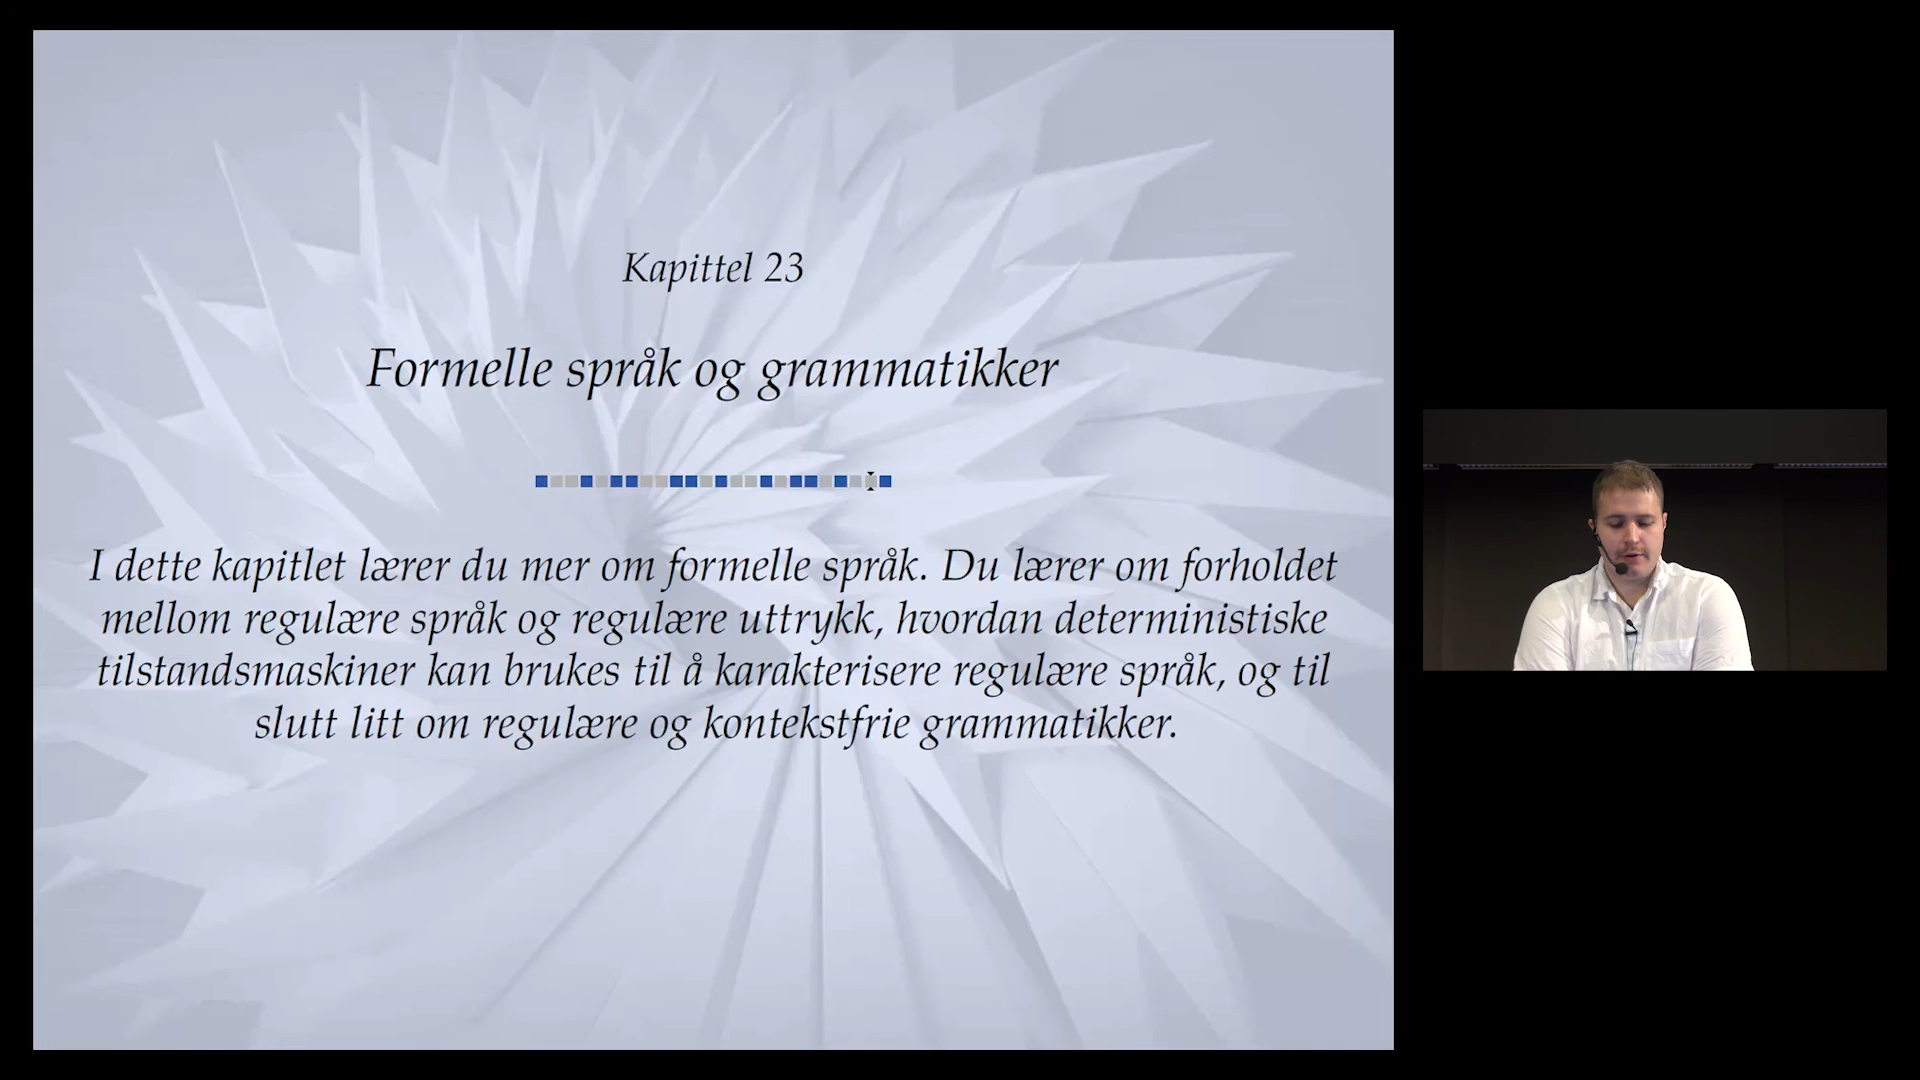 Kapittel 23
Formelle språk og grammatikker
I dette kapitlet lærer du mer om formelle språk. Du lærer om forholdet
mellom regulære språk og regulære uttrykk, hvordan deterministiske
tilstandsmaskiner kan brukes til å karakterisere regulære språk, og til
slutt litt om regulære og kontekstfrie grammatikker.